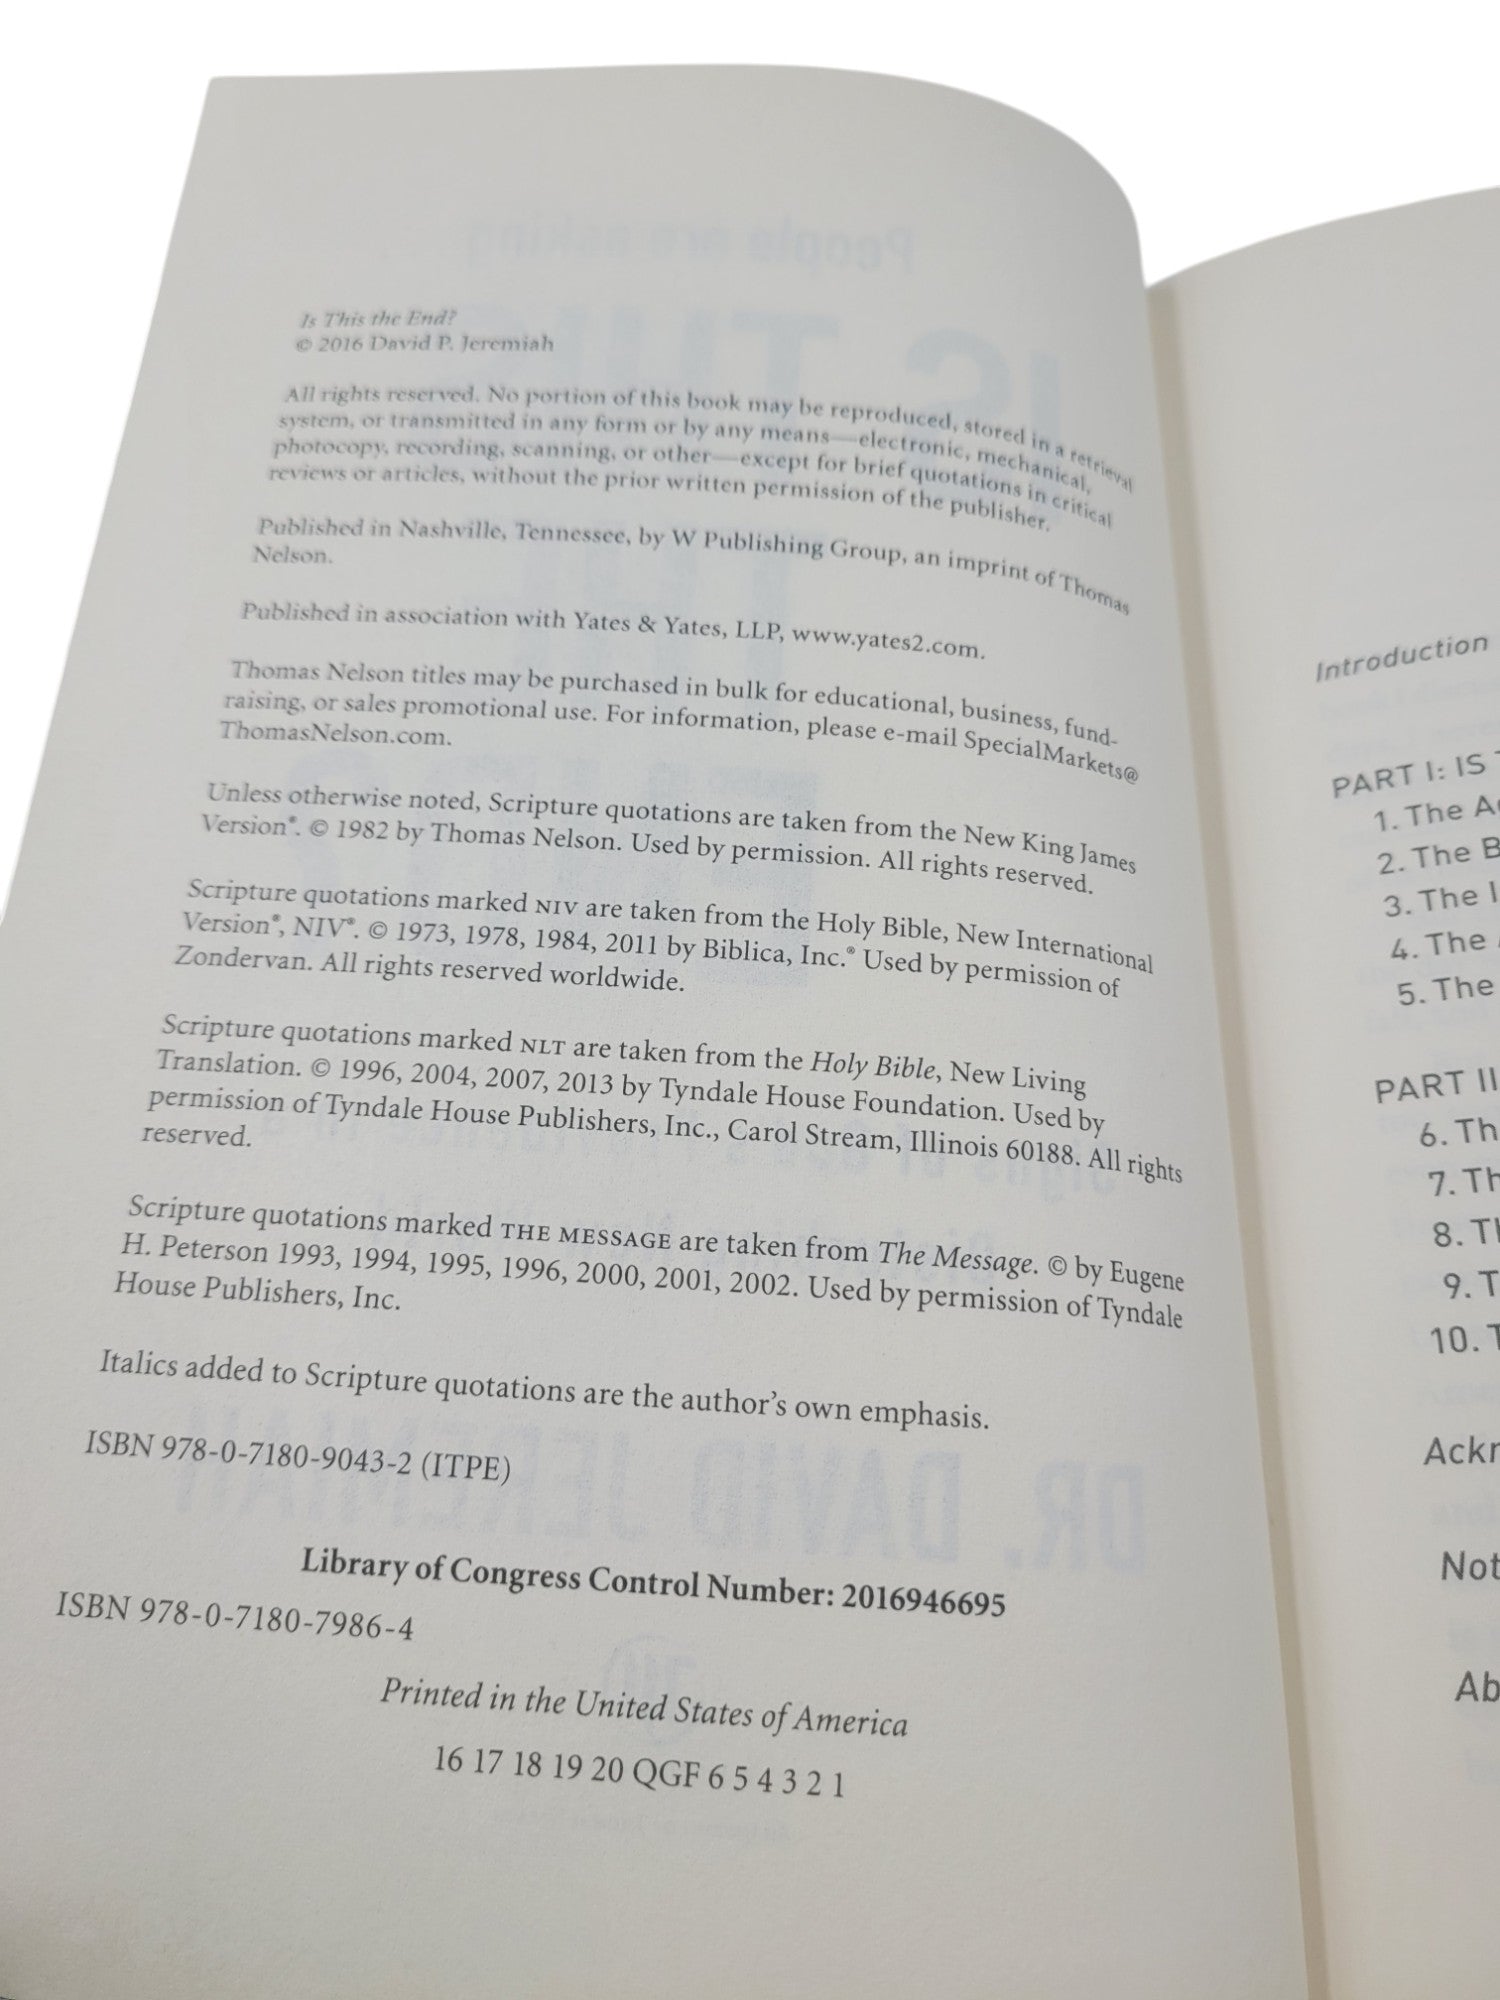 Is This the End?
© 2016 David P. Jeremiah
All rights reserved. No portion of this book may be reproduced, stored in a retrieval
system, or transmitted in any form or by any means—electronic, mechanical,
photocopy, recording, scanning, or other—except for brief quotations in critical
reviews or articles, without the prior written permission of the publisher.
Published in Nashville, Tennessee, by W Publishing Group, an imprint of Thomas
Nelson.
Published in association with Yates & Yates, LLP, www.yates2.com.
Thomas Nelson titles may be purchased in bulk for educational, business, fund-
raising, or sales promotional use. For information, please e-mail SpecialMarkets@
ThomasNelson.com.
Unless otherwise noted, Scripture quotations are taken from the New King James
Version®. © 1982 by Thomas Nelson. Used by permission. All rights reserved.
Scripture quotations marked NIV are taken from the Holy Bible, New International
Version®, NIV®. © 1973, 1978, 1984, 2011 by Biblica, Inc.® Used by permission of
Zondervan. All rights reserved worldwide.
Scripture quotations marked NLT are taken from the Holy Bible, New Living
Translation. © 1996, 2004, 2007, 2013 by Tyndale House Foundation. Used by
permission of Tyndale House Publishers, Inc., Carol Stream, Illinois 60188. All rights
reserved.
Scripture quotations marked THE MESSAGE are taken from The Message. © by Eugene
H. Peterson 1993, 1994, 1995, 1996, 2000, 2001, 2002. Used by permission of Tyndale
House Publishers, Inc.
Italics added to Scripture quotations are the author's own emphasis.
ISBN 978-0-7180-9043-2 (ITPE)
Library of Congress Control Number: 2016946695
ISBN 978-0-7180-7986-4
Printed in the United States of America
16 17 18 19 20 QGF 6 5 4 3 2 1
Introduction
PART I: IS
1. The
2. The
3. The
4. The
5. The
PART II
6.
7.
8.
9.
10.